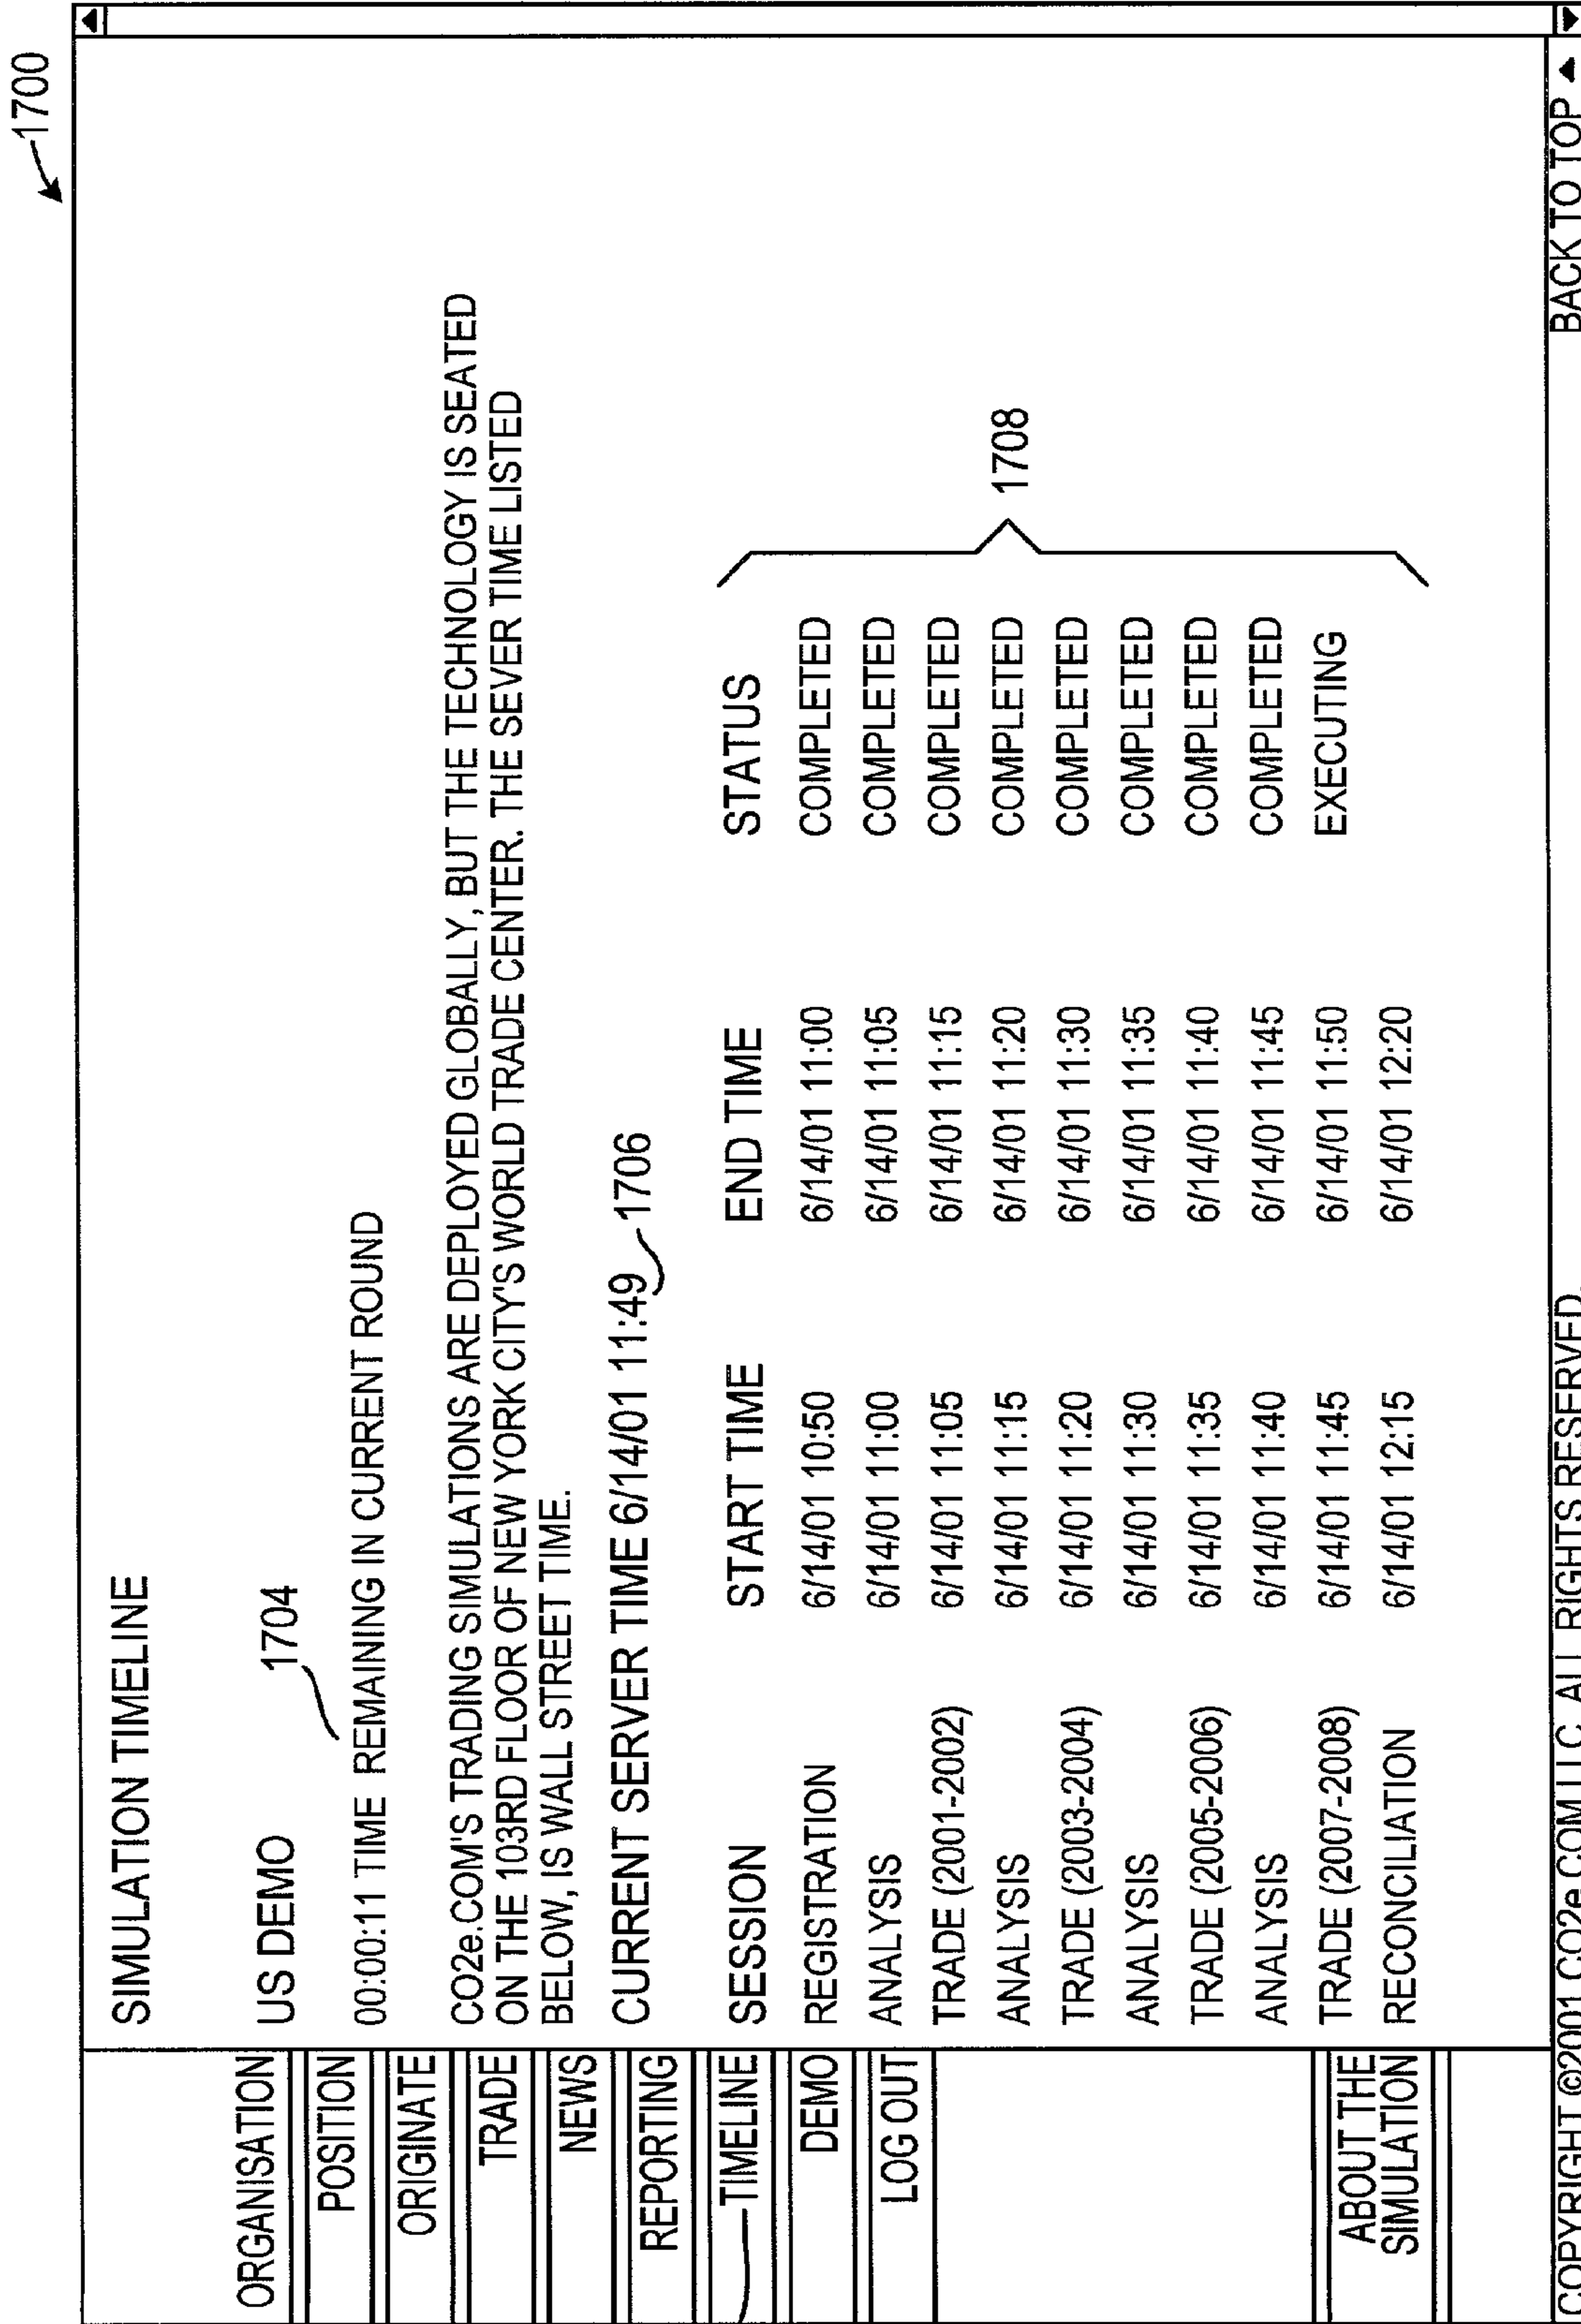 1700
ORGANISATION
POSITION
ORIGINATE
TRADE
NEWS
REPORTING
TIMELINE
DEMO
LOG OUT
ABOUT THE
SIMULATION
SIMULATION TIMELINE
US DEMO
1704
00:00:11 TIME REMAINING IN CURRENT ROUND
CO2e.COM'S TRADING SIMULATIONS ARE DEPLOYED GLOBALLY, BUT THE TECHNOLOGY IS SEATED
ON THE 103RD FLOOR OF NEW YORK CITY'S WORLD TRADE CENTER. THE SEVER TIME LISTED
BELOW, IS WALL STREET TIME.
CURRENT SERVER TIME 6/14/01 11:49 1706
SESSION START TIME END TIME STATUS
REGISTRATION 6/14/01 10:50 6/14/01 11:00 COMPLETED
ANALYSIS 6/14/01 11:00 6/14/01 11:05 COMPLETED
TRADE (2001-2002) 6/14/01 11:05 6/14/01 11:15 COMPLETED
ANALYSIS 6/14/01 11:15 6/14/01 11:20 COMPLETED
TRADE (2003-2004) 6/14/01 11:20 6/14/01 11:30 COMPLETED
ANALYSIS 6/14/01 11:30 6/14/01 11:35 COMPLETED
TRADE (2005-2006) 6/14/01 11:35 6/14/01 11:40 COMPLETED
ANALYSIS 6/14/01 11:40 6/14/01 11:45 COMPLETED
TRADE (2007-2008) 6/14/01 11:45 6/14/01 11:50 EXECUTING
RECONCILIATION 6/14/01 12:15 6/14/01 12:20
1708
COPYRIGHT ©2001 CO2e.COM LLC. ALL RIGHTS RESERVED. BACK TO TOP